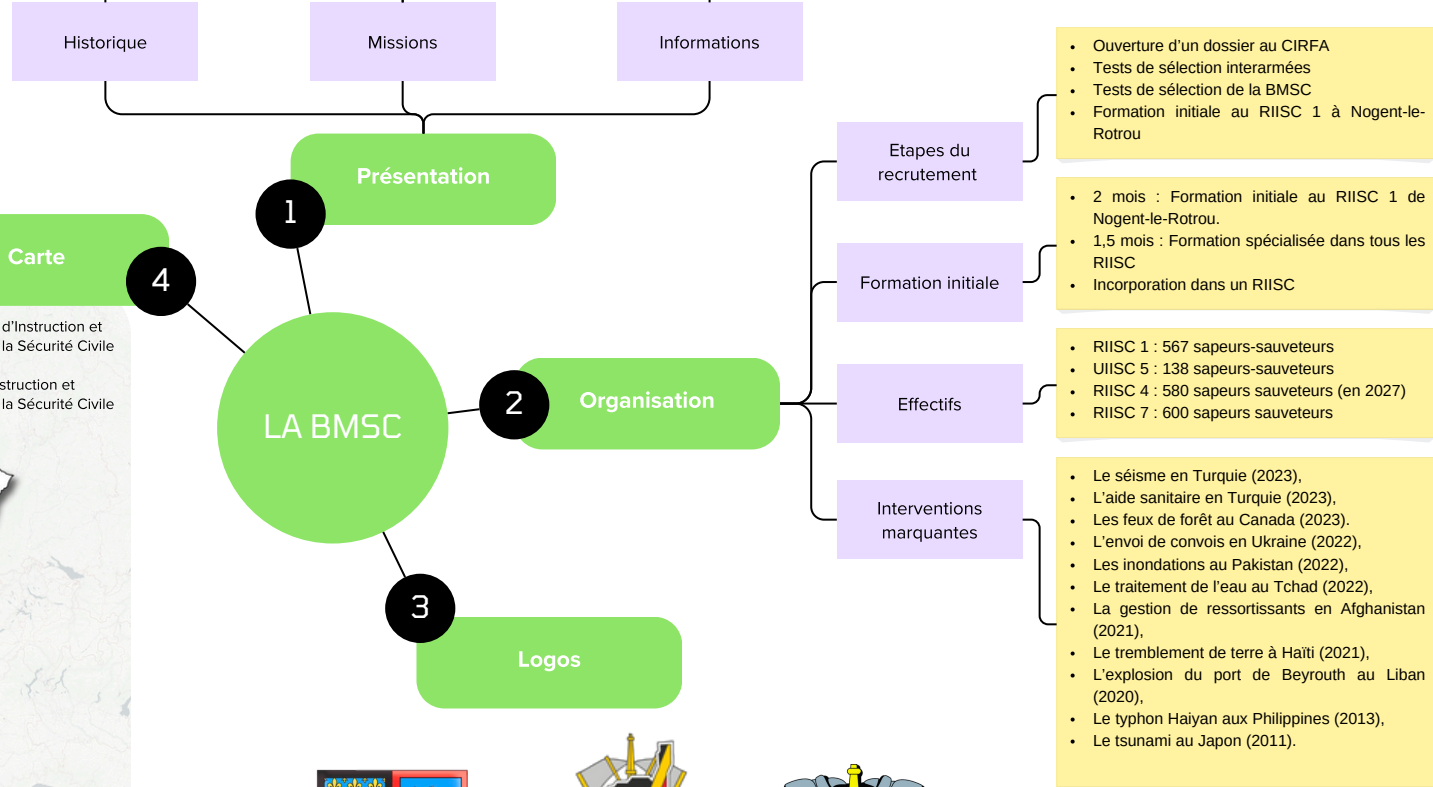 Historique
Missions
Informations
Présentation
1
Carte
4
d'Instruction et
la Sécurité Civile
struction et
la Sécurité Civile
LA BMSC
2
Organisation
3
Logos
Etapes du
recrutement
• Ouverture d'un dossier au CIRFA
• Tests de sélection interarmées
• Tests de sélection de la BMSC
• Formation initiale au RIISC 1 à Nogent-le-
Rotrou
Formation initiale
• 2 mois : Formation initiale au RIISC 1 de
Nogent-le-Rotrou.
• 1,5 mois : Formation spécialisée dans tous les
RIISC
• Incorporation dans un RIISC
Effectifs
• RIISC 1 : 567 sapeurs-sauveteurs
• UIISC 5 : 138 sapeurs-sauveteurs
• RIISC 4 : 580 sapeurs sauveteurs (en 2027)
• RIISC 7 : 600 sapeurs sauveteurs
Interventions
marquantes
• Le séisme en Turquie (2023),
• L'aide sanitaire en Turquie (2023),
• Les feux de forêt au Canada (2023).
• L'envoi de convois en Ukraine (2022),
• Les inondations au Pakistan (2022),
• Le traitement de l'eau au Tchad (2022),
• La gestion de ressortissants en Afghanistan
(2021),
• Le tremblement de terre à Haïti (2021),
• L'explosion du port de Beyrouth au Liban
(2020),
• Le typhon Haiyan aux Philippines (2013),
• Le tsunami au Japon (2011).